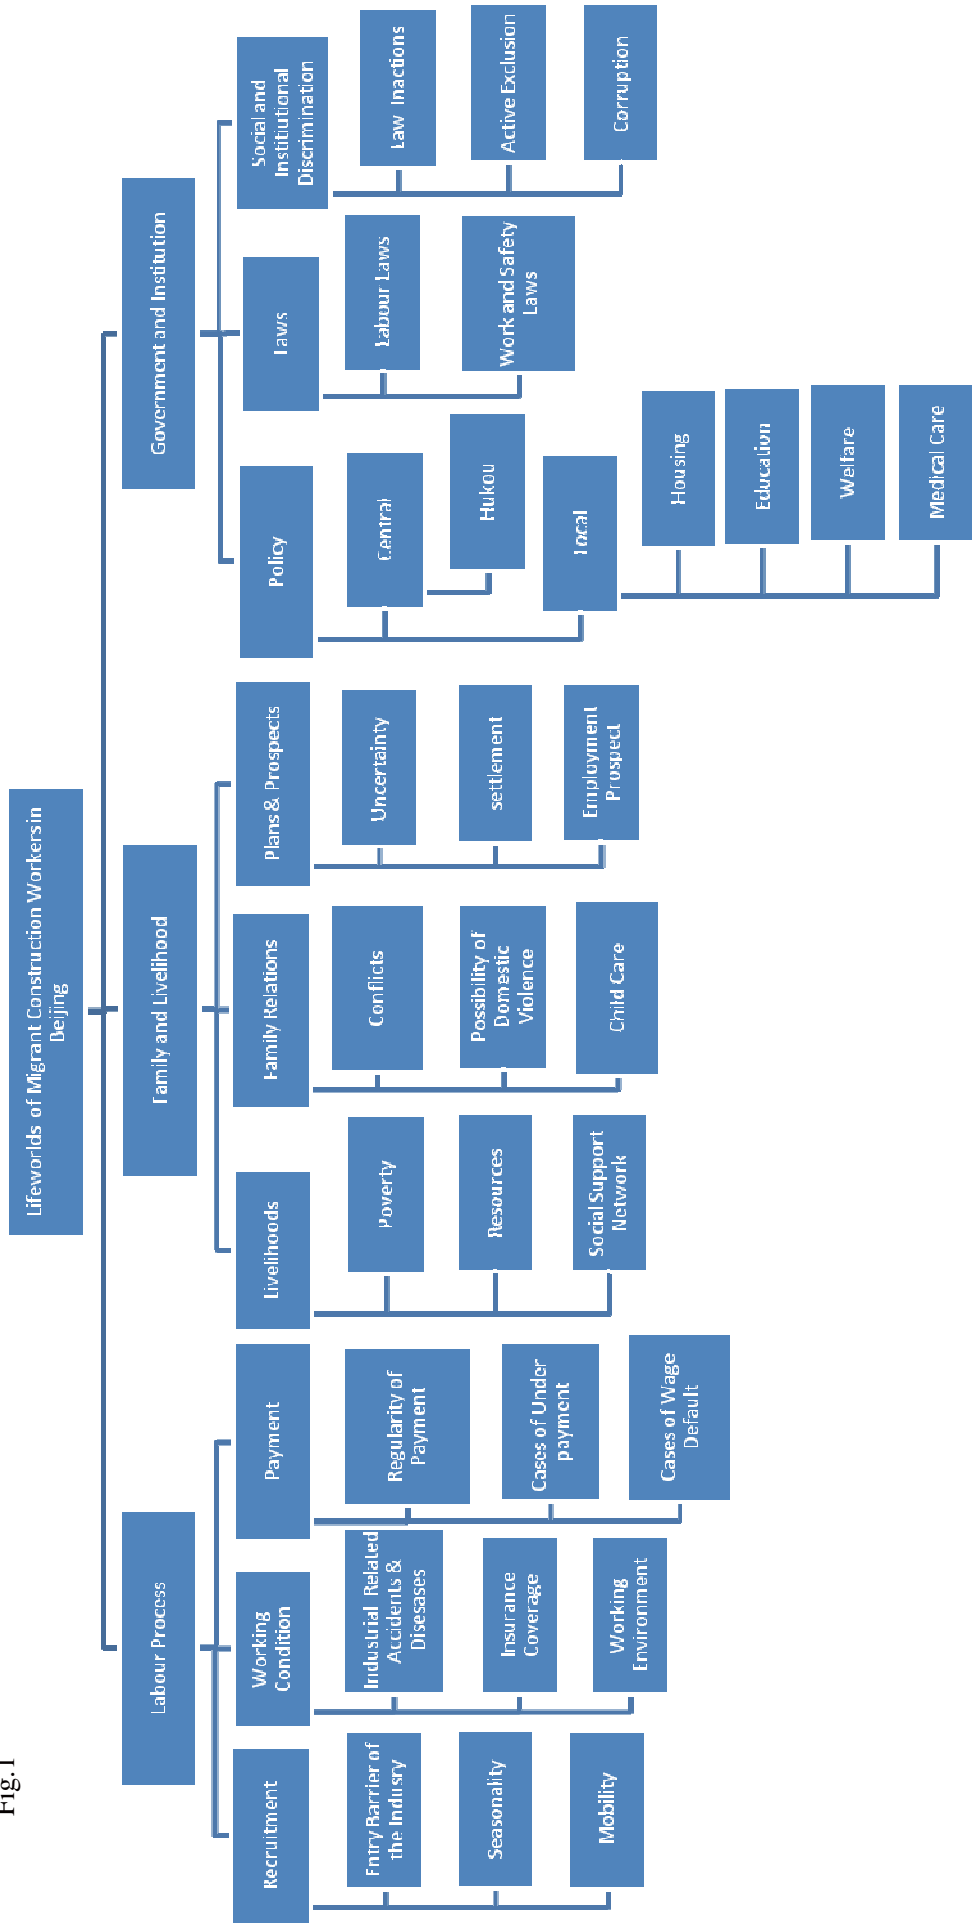 Fig.1
Lifeworlds of Migrant Construction Workersin
Beijing
Labour Process
Recruitment
Entry Barrier of
the Indusry
Seasonality
Mobility
Working
Condition
Industrial Related
Accidents &
Disesases
Insurance
Coverage
Working
Environment
Payment
Regularity of
Payment
Cases of Under
payment
Cases of Wage
Default
Family and Livelihood
Livelihoods
Poverty
Resources
Social Support
Network
Family Relations
Conflicts
Possibility of
Domestic
Violence
Child Care
Plans & Prospects
Uncertainty
settlement
Employment
Prospect
Government and Institution
Policy
Central
Hukou
Local
Housing
Education
Welfare
Medical Care
Laws
Labour Laws
Work and Safety
Laws
Social and
Institutional
Discrimination
Law Inactions
Active Exclusion
Corruption